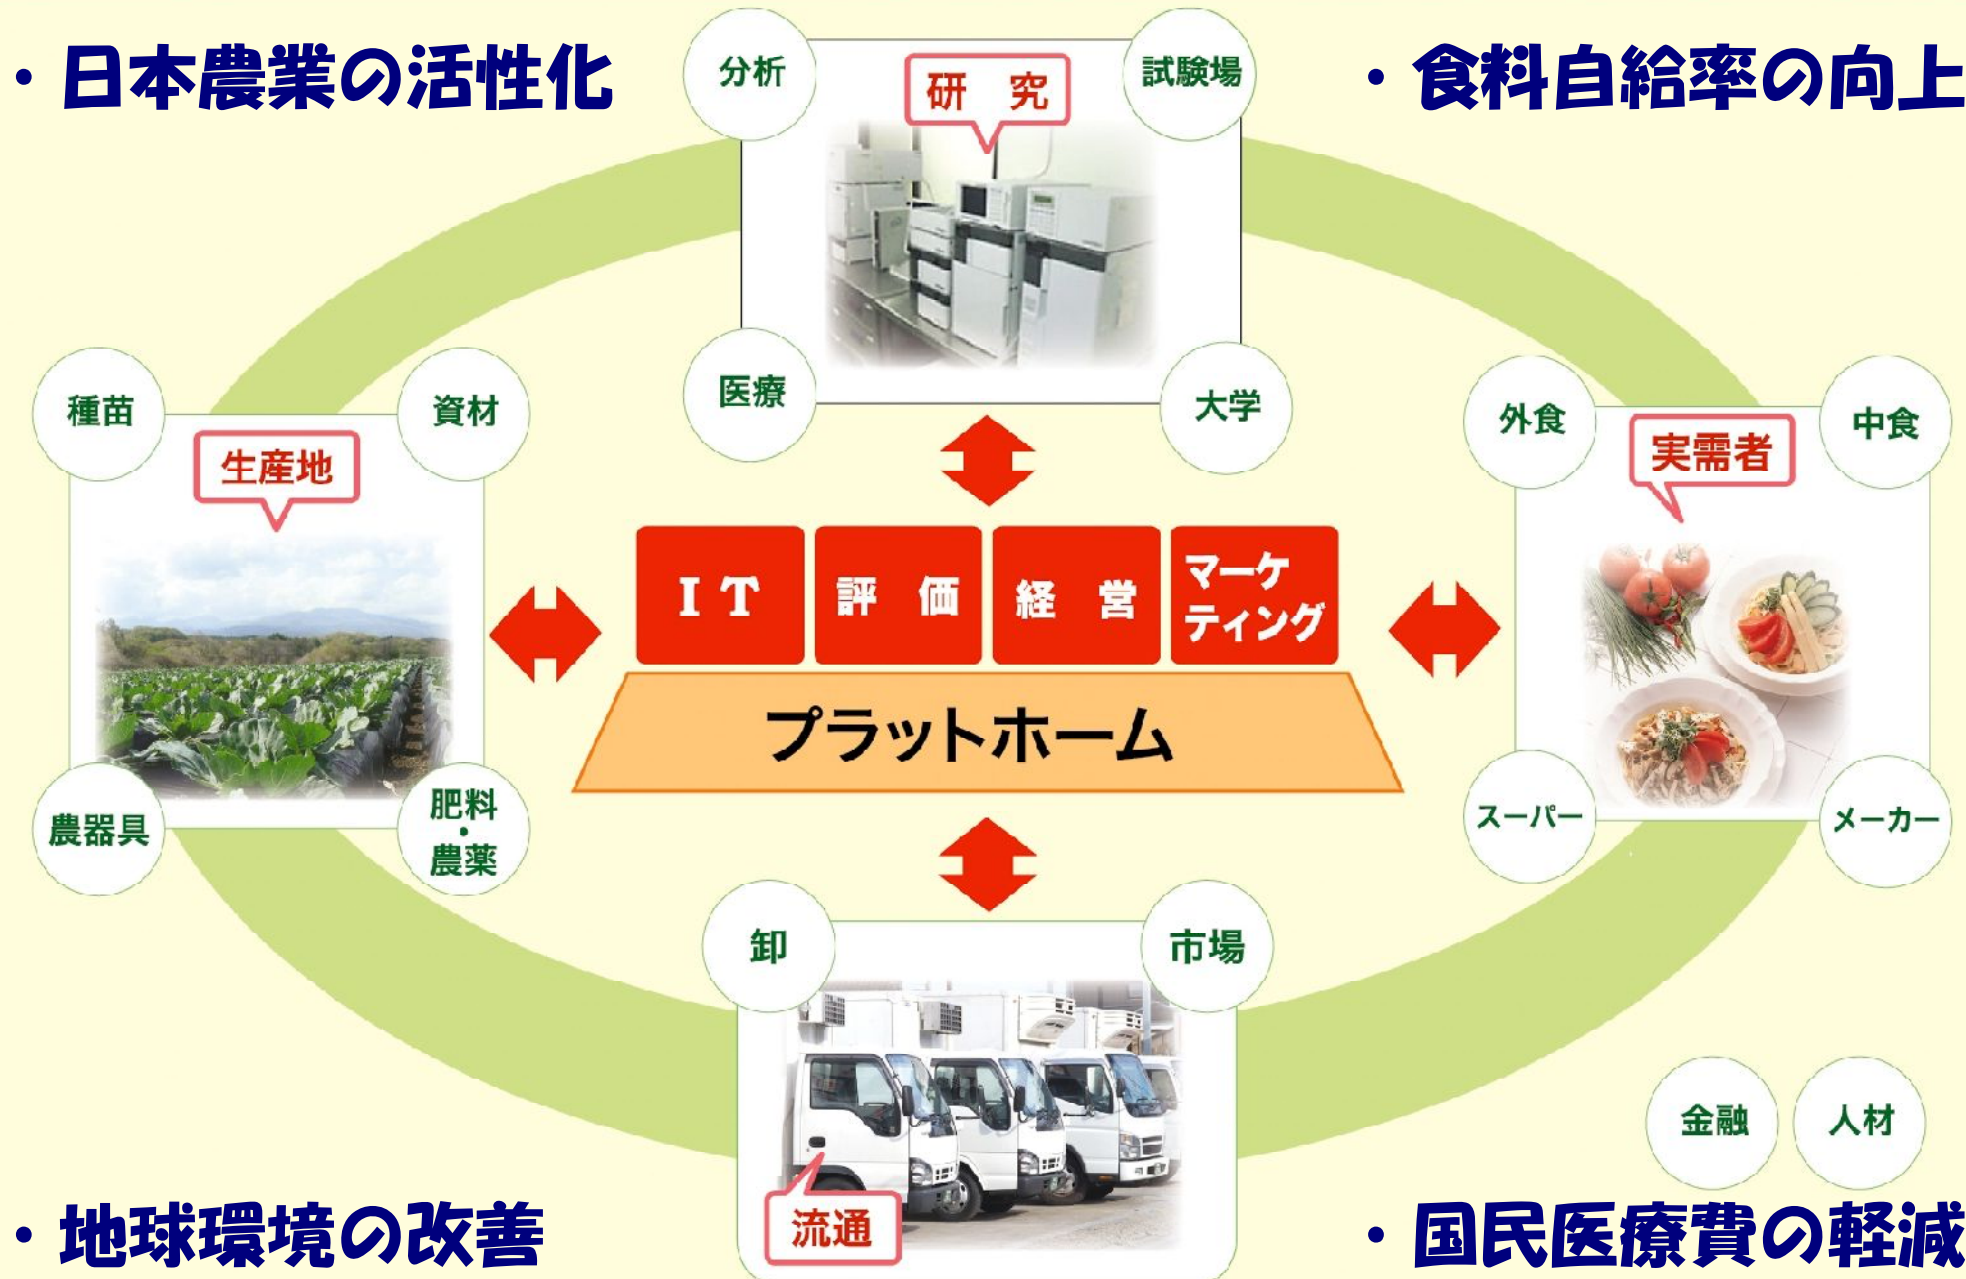 ・日本農業の活性化
・食料自給率の向上
分析
研　究
試験場
医療
大学
種苗
資材
生産地
農器具
肥料
・
農薬
外食
中食
実需者
スーパー
メーカー
ＩＴ
評　価
経　営
マーケ
ティング
プラットホーム
卸
市場
流通
金融
人材
・地球環境の改善
・国民医療費の軽減